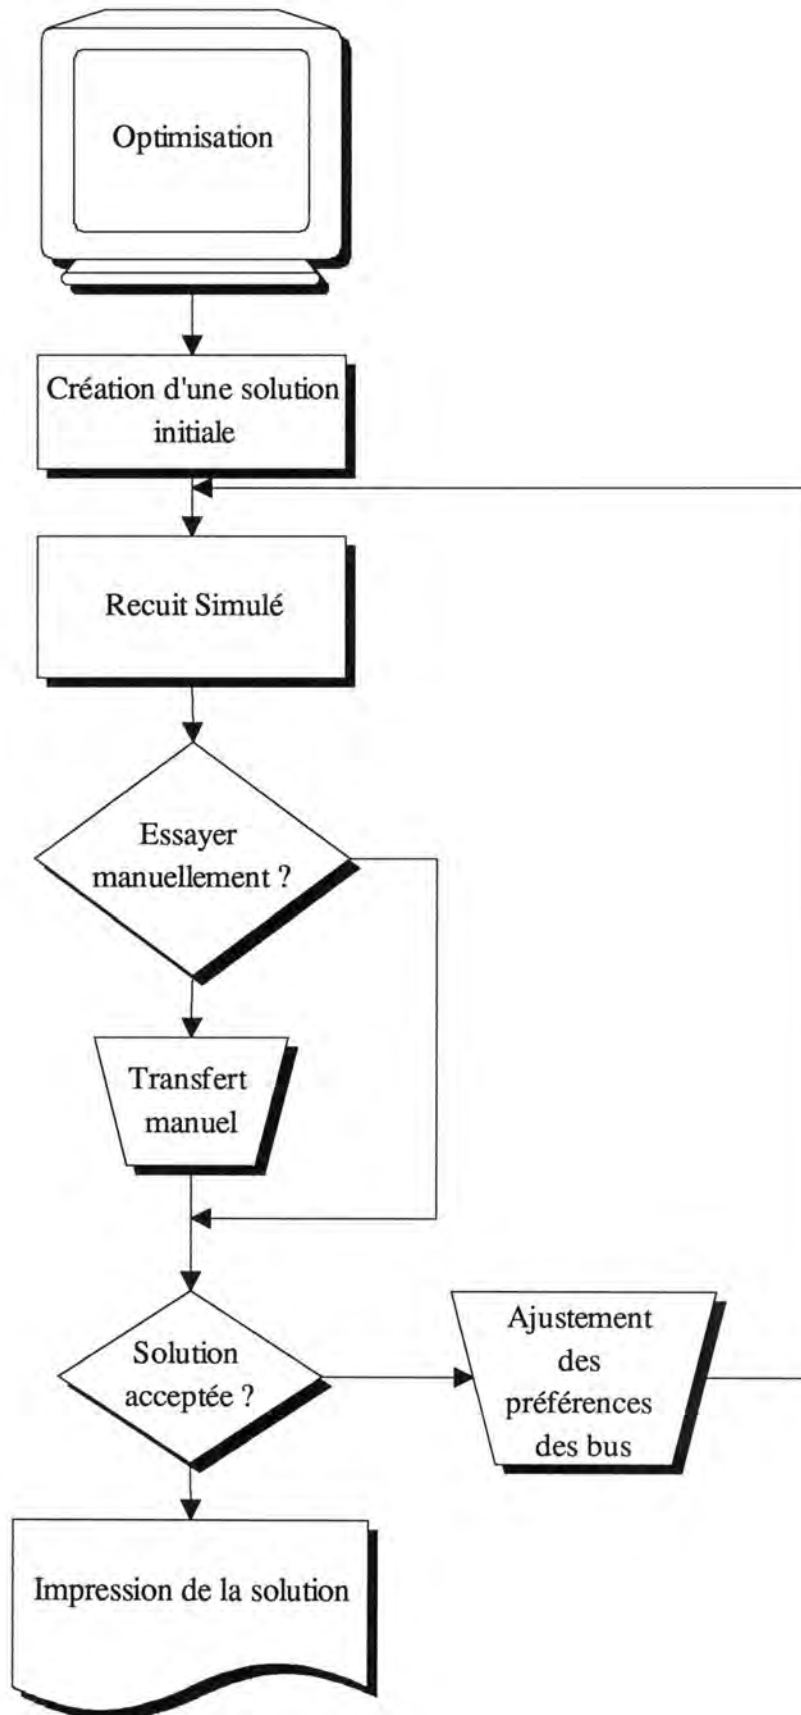 Optimisation
Création d'une solution
initiale
Recuit Simulé
Essayer
manuellement ?
Transfert
manuel
Solution
acceptée ?
Ajustement
des
préférences
des bus
Impression de la solution